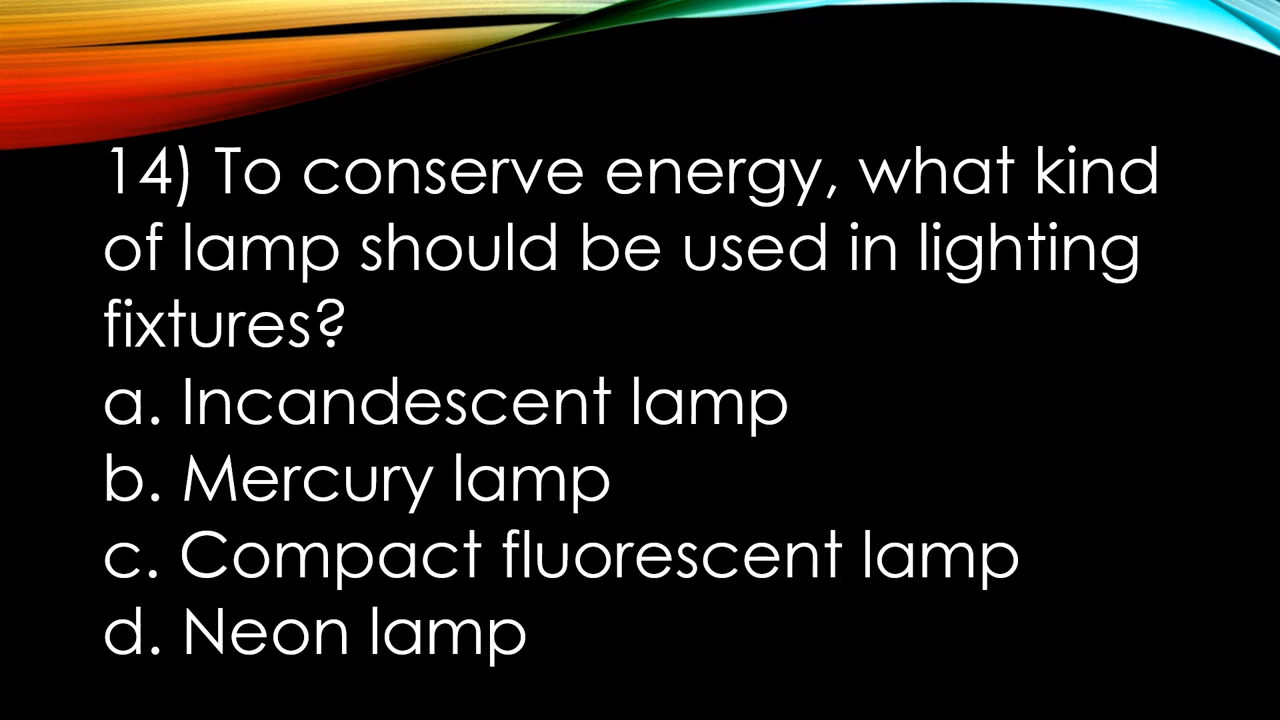 14) To conserve energy, what kind
of lamp should be used in lighting
fixtures?
a. Incandescent lamp
b. Mercury lamp
c. Compact fluorescent lamp
d. Neon lamp